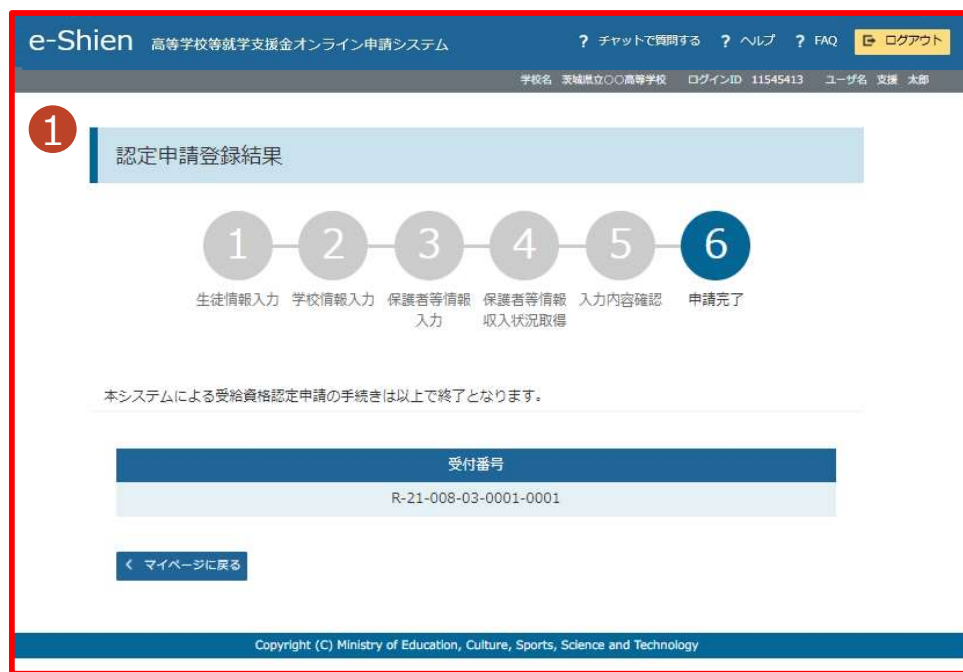 e-Shien 高等学校等就学支援金オンライン申請システム ? チャットで質問する ? ヘルプ ? FAQ ログアウト
学校名 茨城県立○○高等学校 ログインID 11545413 ユーザ名 支援 太郎
1
認定申請登録結果
1 2 3 4 5 6
生徒情報入力 学校情報入力 保護者等情報 保護者等情報 入力内容確認 申請完了
入力 収入状況取得
本システムによる受給資格認定申請の手続きは以上で終了となります。
受付番号
R-21-008-03-0001-0001
マイページに戻る
Copyright (C) Ministry of Education, Culture, Sports, Science and Technology